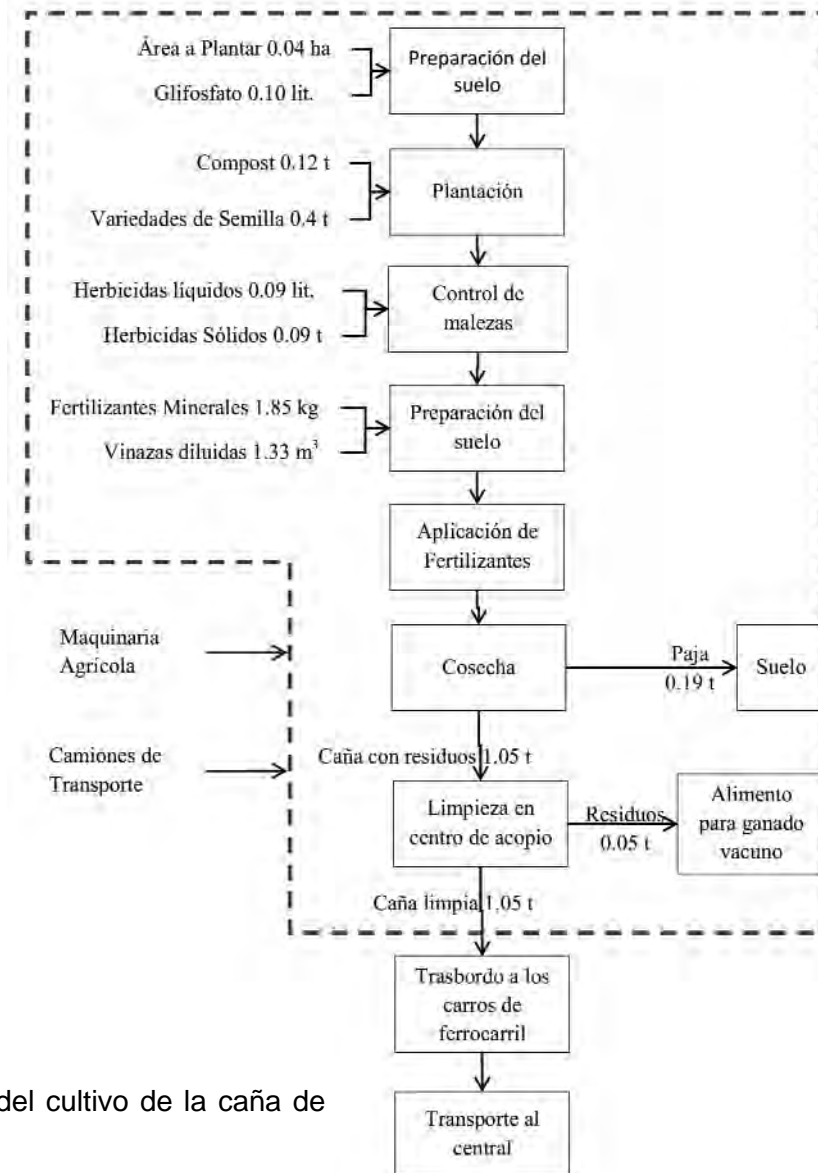 Área a Plantar 0.04 ha
Glifosfato 0.10 lit.
Preparación del
suelo
Compost 0.12 t
Variedades de Semilla 0.4 t
Plantación
Herbicidas líquidos 0.09 lit.
Herbicidas Sólidos 0.09 t
Control de
malezas
Fertilizantes Minerales 1.85 kg
Vinazas diluidas 1.33 m³
Preparación del
suelo
Aplicación de
Fertilizantes
Maquinaria
Agrícola
Cosecha
Paja
0.19 t
Suelo
Camiones de
Transporte
Caña con residuos 1.05 t
Limpieza en
centro de acopio
Residuos
0.05 t
Alimento
para ganado
vacuno
Caña limpia 1.05 t
Trasbordo a los
carros de
ferrocarril
del cultivo de la caña de
Transporte al
central